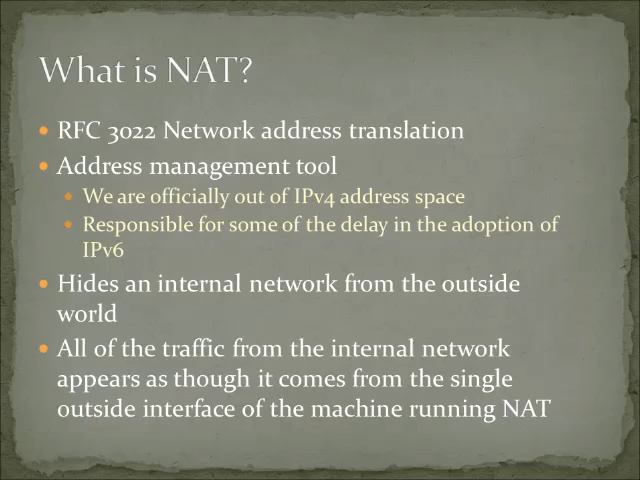 What is NAT?
RFC 3022 Network address translation
Address management tool
We are officially out of IPv4 address space
Responsible for some of the delay in the adoption of
IPv6
Hides an internal network from the outside
world
All of the traffic from the internal network
appears as though it comes from the single
outside interface of the machine running NAT